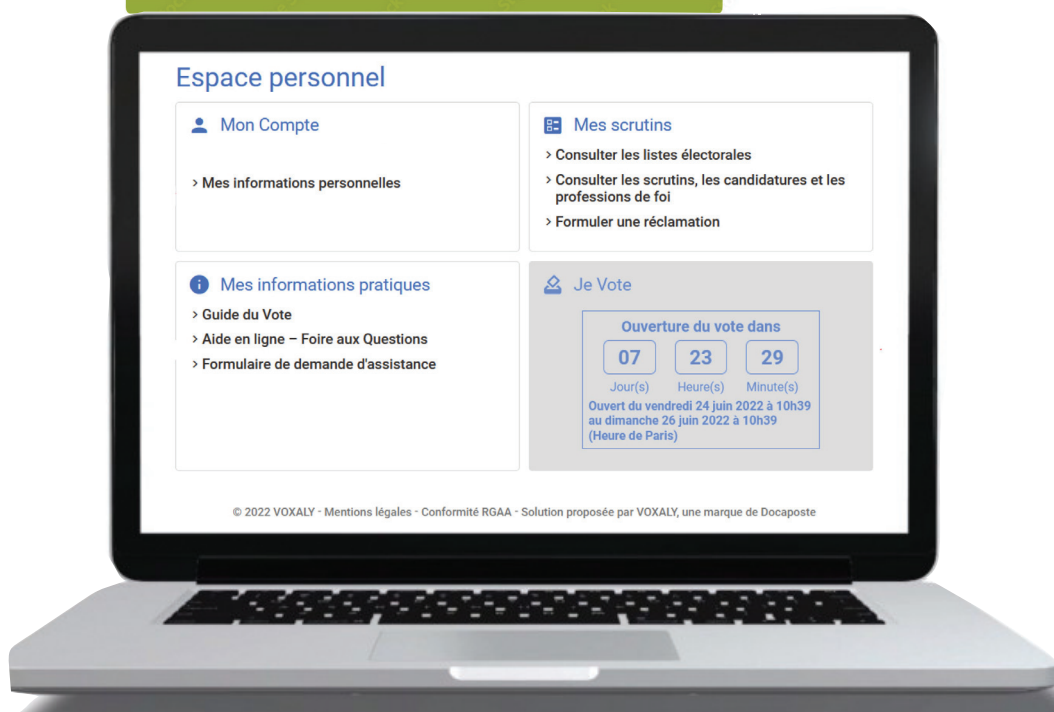 Espace personnel
Mon Compte
> Mes informations personnelles
Mes scrutins
> Consulter les listes électorales
> Consulter les scrutins, les candidatures et les
professions de foi
> Formuler une réclamation
Mes informations pratiques
> Guide du Vote
> Aide en ligne – Foire aux Questions
> Formulaire de demande d'assistance
Je Vote
Ouverture du vote dans
07 23 29
Jour(s) Heure(s) Minute(s)
Ouvert du vendredi 24 juin 2022 à 10h39
au dimanche 26 juin 2022 à 10h39
(Heure de Paris)
© 2022 VOXALY - Mentions légales - Conformité RGAA - Solution proposée par VOXALY, une marque de Docaposte